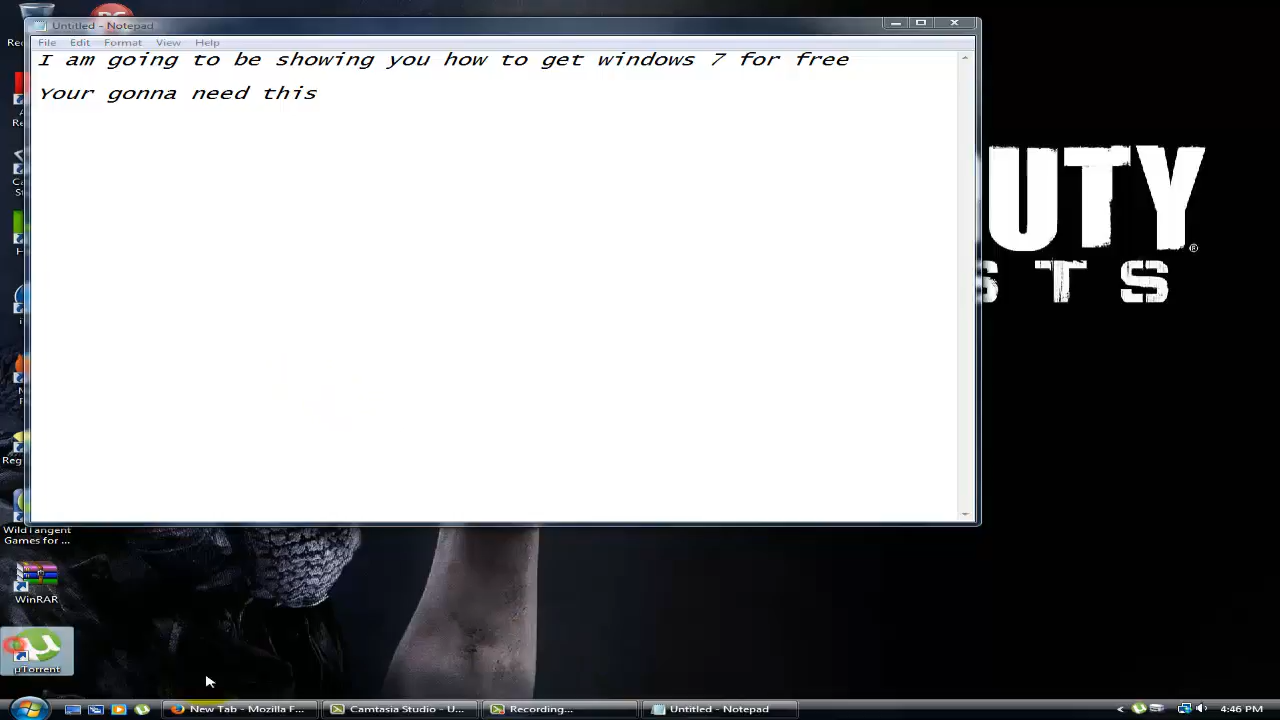 Untitled - Notepad
File Edit Format View Help
I am going to be showing you how to get windows 7 for free
Your gonna need this
UTY
®
STS
WildTangent
Games for ...
WinRAR
µTorrent
New Tab - Mozilla F...
Camtasia Studio - U...
Recording...
Untitled - Notepad
4:46 PM